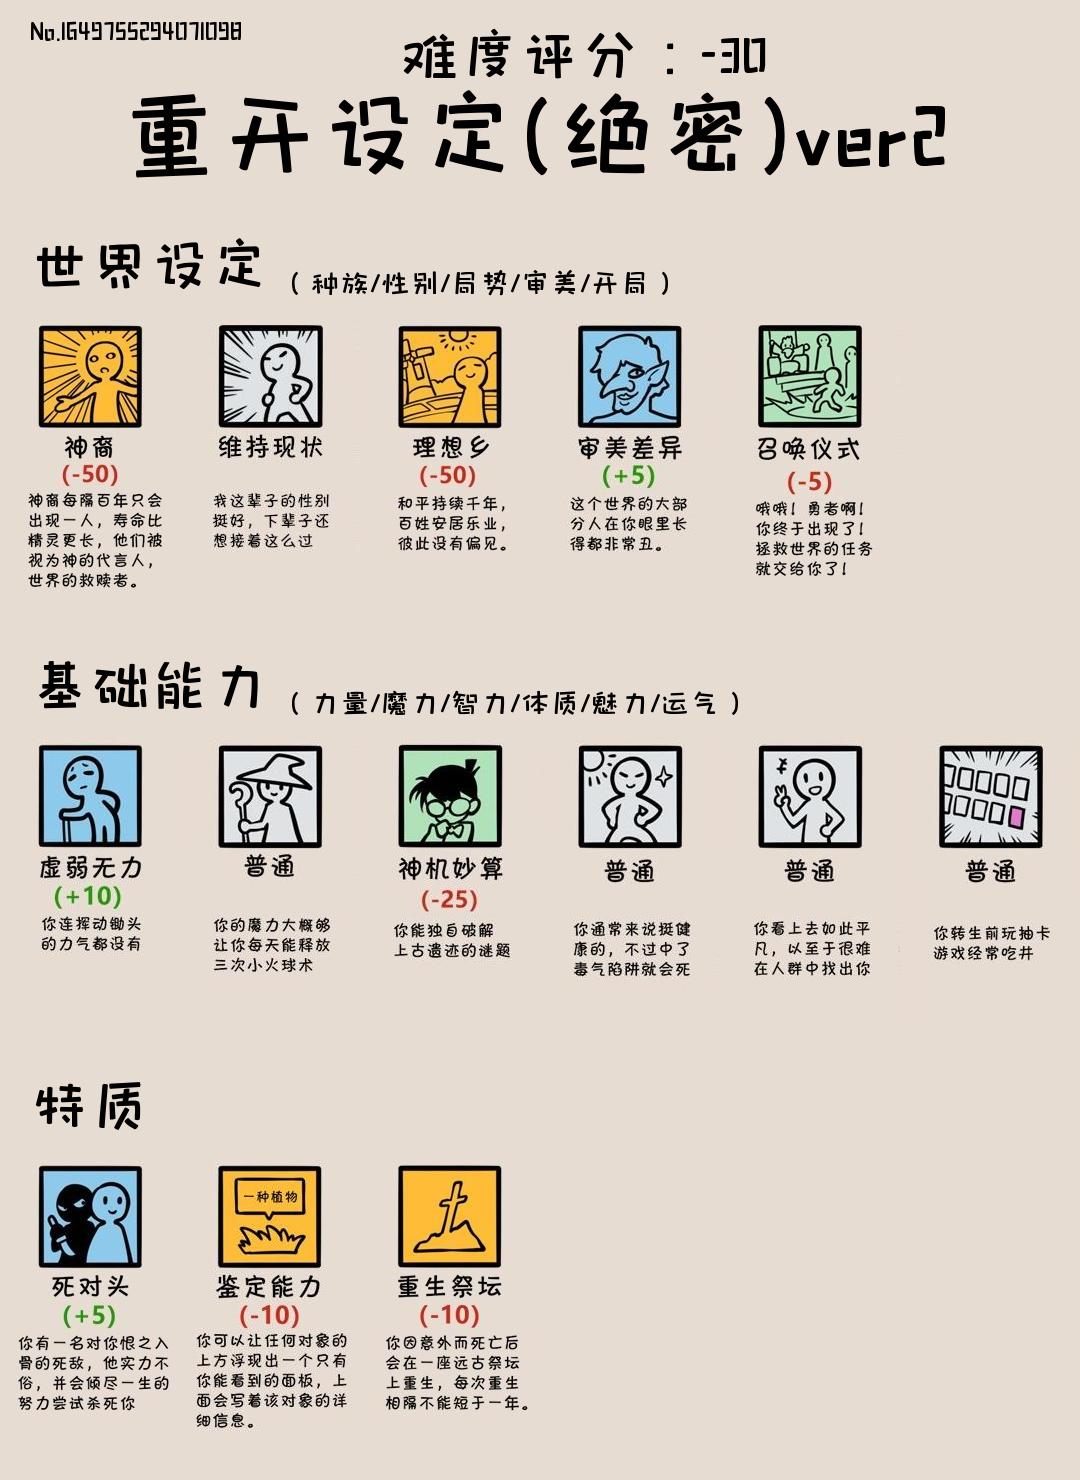 No.1649755294071098
难度评分：-30
重开设定(绝密)ver2
世界设定（种族/性别/局势/审美/开局）
神裔
(-50)
神裔每隔百年只会
出现一人，寿命比
精灵更长，他们被
视为神的代言人，
世界的救赎者。
维持现状
我这辈子的性别
挺好，下辈子还
想接着这么过
理想乡
(-50)
和平持续千年，
百姓安居乐业，
彼此没有偏见。
审美差异
(+5)
这个世界的大部
分人在你眼里长
得都非常丑。
召唤仪式
(-5)
哦哦！勇者啊！
你终于出现了！
拯救世界的任务
就交给你了！
基础能力（力量/魔力/智力/体质/魅力/运气）
虚弱无力
(+10)
你连挥动锄头
的力气都没有
普通
你的魔力大概够
让你每天能释放
三次小火球术
神机妙算
(-25)
你能独自破解
上古遗迹的谜题
普通
你通常来说挺健
康的，不过中了
毒气陷阱就会死
普通
你看上去如此平
凡，以至于很难
在人群中找出你
普通
你转生前玩抽卡
游戏经常吃井
特质
死对头
(+5)
你有一名对你恨之入
骨的死敌，他实力不
俗，并会倾尽一生的
努力尝试杀死你
一种植物
鉴定能力
(-10)
你可以让任何对象的
上方浮现出一个只有
你能看到的面板，上
面会写着该对象的详
细信息。
重生祭坛
(-10)
你因意外而死亡后
会在一座远古祭坛
上重生，每次重生
相隔不能短于一年。